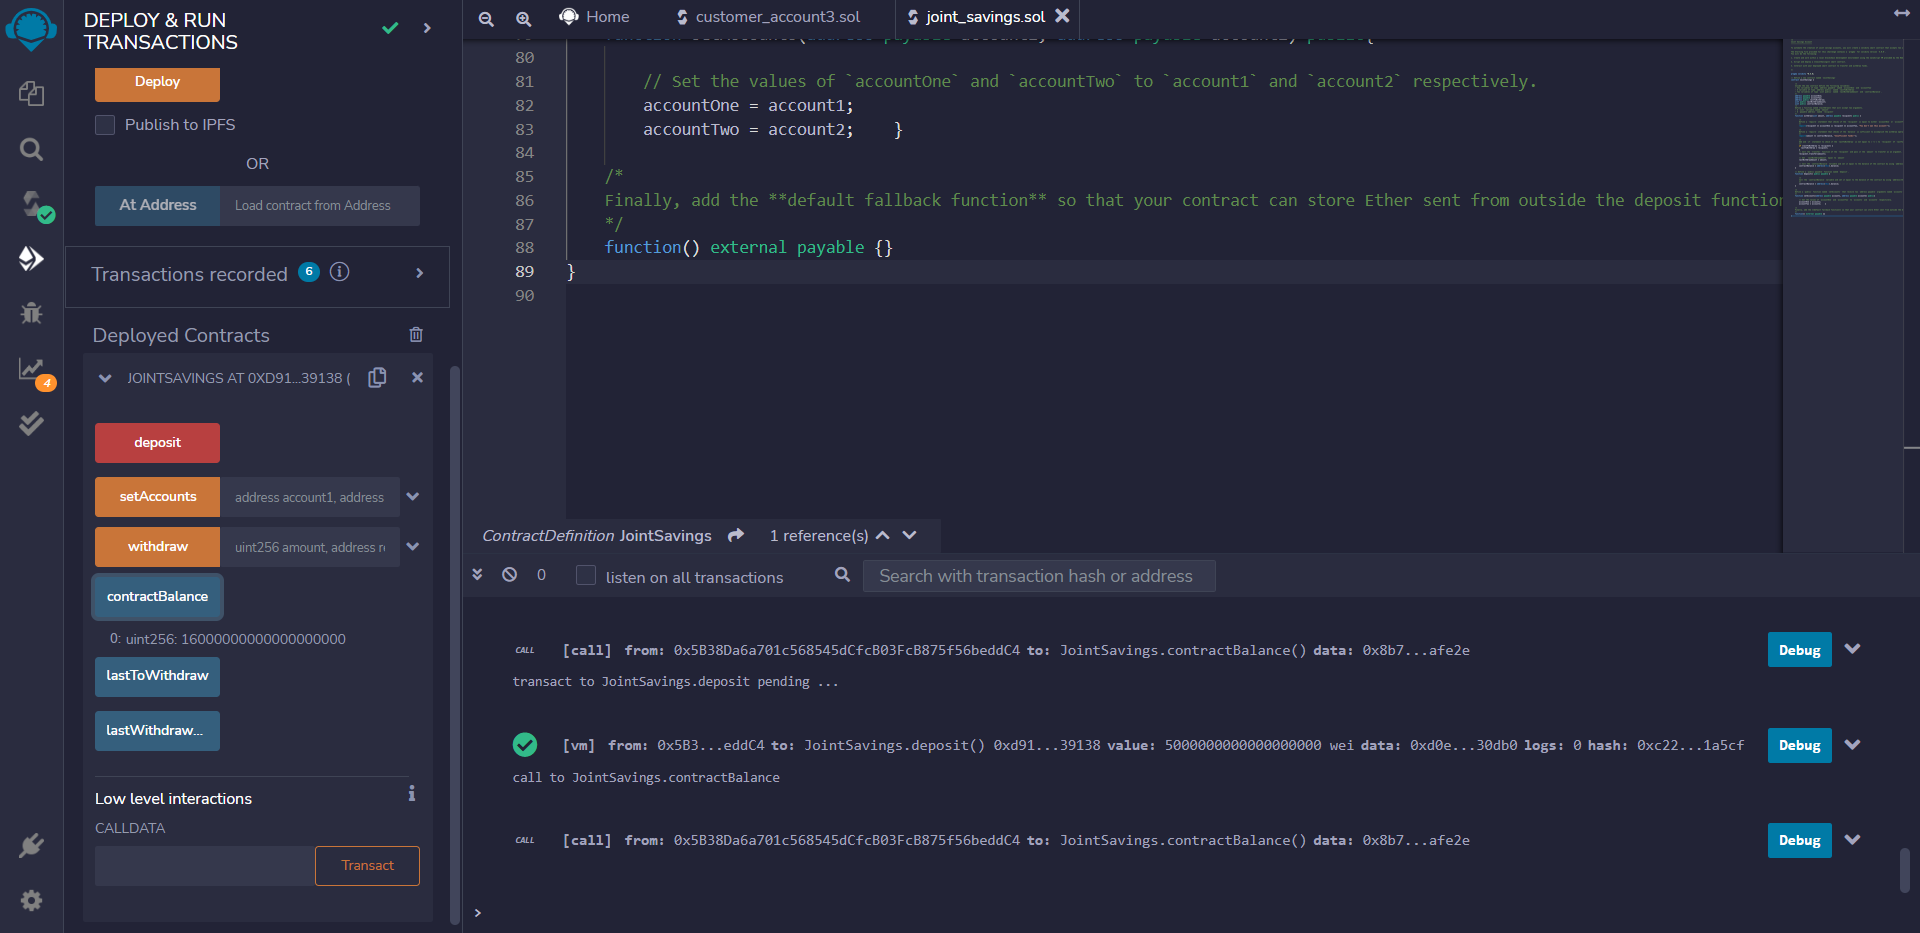 DEPLOY & RUN
TRANSACTIONS
Deploy
Publish to IPFS
OR
At Address
Load contract from Address
Transactions recorded 6
Deployed Contracts
JOINTSAVINGS AT 0XD91...39138 (
deposit
setAccounts
address account1, address
withdraw
uint256 amount, address r
contractBalance
0: uint256: 16000000000000000000
lastToWithdraw
lastWithdraw...
Low level interactions
CALLDATA
Transact
4
Home
customer_account3.sol
joint_savings.sol
80
81 // Set the values of `accountOne` and `accountTwo` to `account1` and `account2` respectively.
82 accountOne = account1;
83 accountTwo = account2; }
84
85 /*
86 Finally, add the **default fallback function** so that your contract can store Ether sent from outside the deposit function
87 */
88 function() external payable {}
89 }
90
ContractDefinition JointSavings 1 reference(s)
0 listen on all transactions
Search with transaction hash or address
CALL [call] from: 0x5B38Da6a701c568545dCfcB03FcB875f56beddC4 to: JointSavings.contractBalance() data: 0x8b7...afe2e
Debug
transact to JointSavings.deposit pending ...
[vm] from: 0x5B3...eddC4 to: JointSavings.deposit() 0xd91...39138 value: 5000000000000000000 wei data: 0xd0e...30db0 logs: 0 hash: 0xc22...1a5cf
Debug
call to JointSavings.contractBalance
CALL [call] from: 0x5B38Da6a701c568545dCfcB03FcB875f56beddC4 to: JointSavings.contractBalance() data: 0x8b7...afe2e
Debug
>